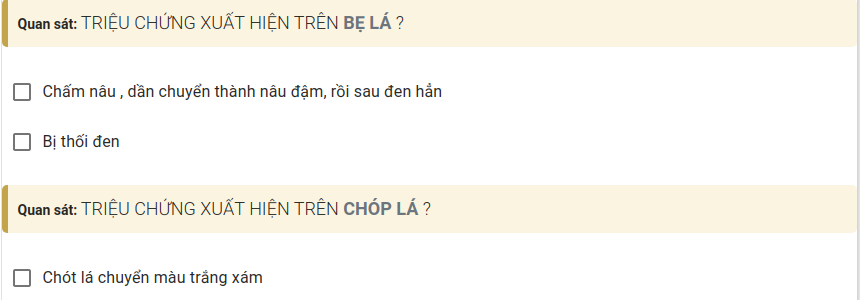 Quan sát: TRIỆU CHỨNG XUẤT HIỆN TRÊN BẸ LÁ ?
Chấm nâu , dần chuyển thành nâu đậm, rồi sau đen hẳn
Bị thối đen
Quan sát: TRIỆU CHỨNG XUẤT HIỆN TRÊN CHÓP LÁ ?
Chót lá chuyển màu trắng xám